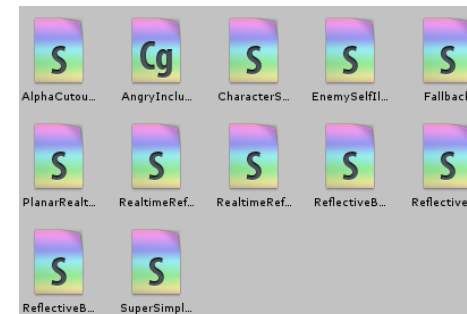 S Cg S S S
AlphaCutou... AngryInclu... CharacterS... EnemySelfIl... Fallback
S S S S S
PlanarRealt... RealtimeRef... RealtimeRef... ReflectiveB... Reflective
S S
ReflectiveB... SuperSimpl...